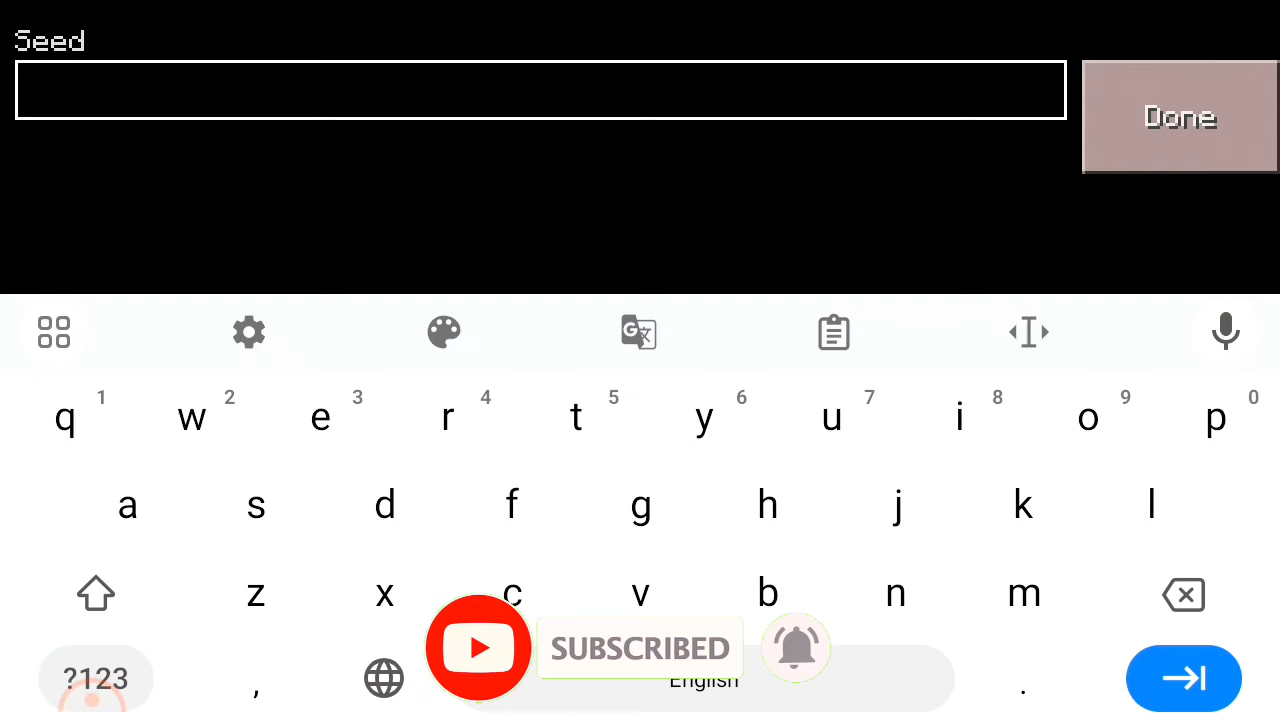 Seed
Done
q 1 w 2 e 3 r 4 t 5 y 6 u 7 i 8 o 9 p 0
a s d f g h j k l
z x c v b n m
SUBSCRIBED
?123 , English .